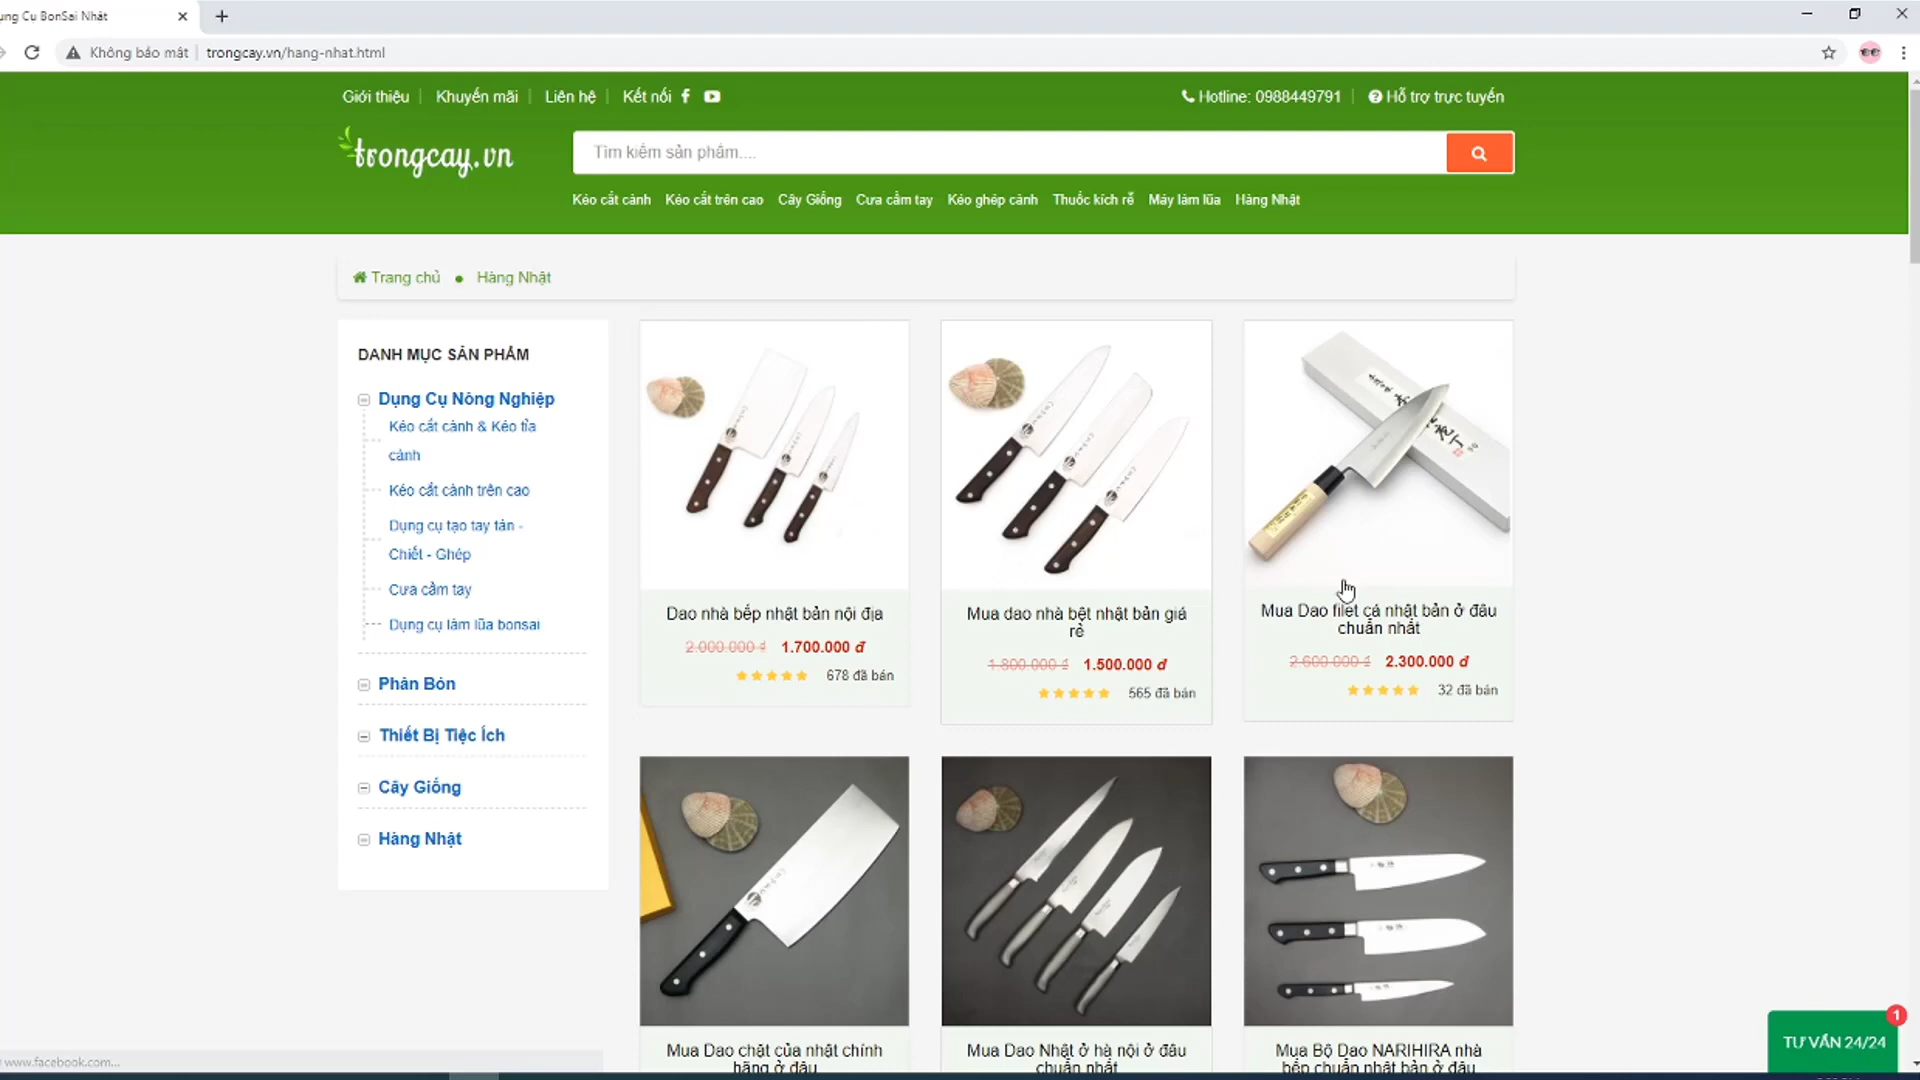 ung Cu BonSai Nhật
Không bảo mật
trongcay.vn/hang-nhat.html
Giới thiệu
Khuyến mãi
Liên hệ
Kết nối
Hotline: 0988449791
Hỗ trợ trực tuyến
trongcay.vn
Tìm kiếm sản phẩm....
Kéo cắt cành
Kéo cắt trên cao
Cây Giống
Cưa cầm tay
Kéo ghép cành
Thuốc kích rễ
Máy làm lũa
Hàng Nhật
Trang chủ
Hàng Nhật
DANH MỤC SẢN PHẨM
Dụng Cụ Nông Nghiệp
Kéo cắt cành & Kéo tỉa
cành
Kéo cắt cành trên cao
Dụng cụ tạo tay tán -
Chiết - Ghép
Cưa cầm tay
Dụng cụ làm lũa bonsai
Phân Bón
Thiết Bị Tiệc Ích
Cây Giống
Hàng Nhật
Dao nhà bếp nhật bản nội địa
2.000.000 đ 1.700.000 đ
678 đã bán
Mua dao nhà bệt nhật bản giá
rẻ
1.800.000 đ 1.500.000 đ
565 đã bán
Mua Dao filet cá nhật bản ở đâu
chuẩn nhất
2.600.000 đ 2.300.000 đ
32 đã bán
Mua Dao chặt của nhật chính
hãng ở đâu
Mua Dao Nhật ở hà nội ở đâu
chuẩn nhất
Mua Bộ Dao NARIHIRA nhà
bếp chuẩn nhật bản ở đâu
TƯ VẤN 24/24
1
www.facebook.com...